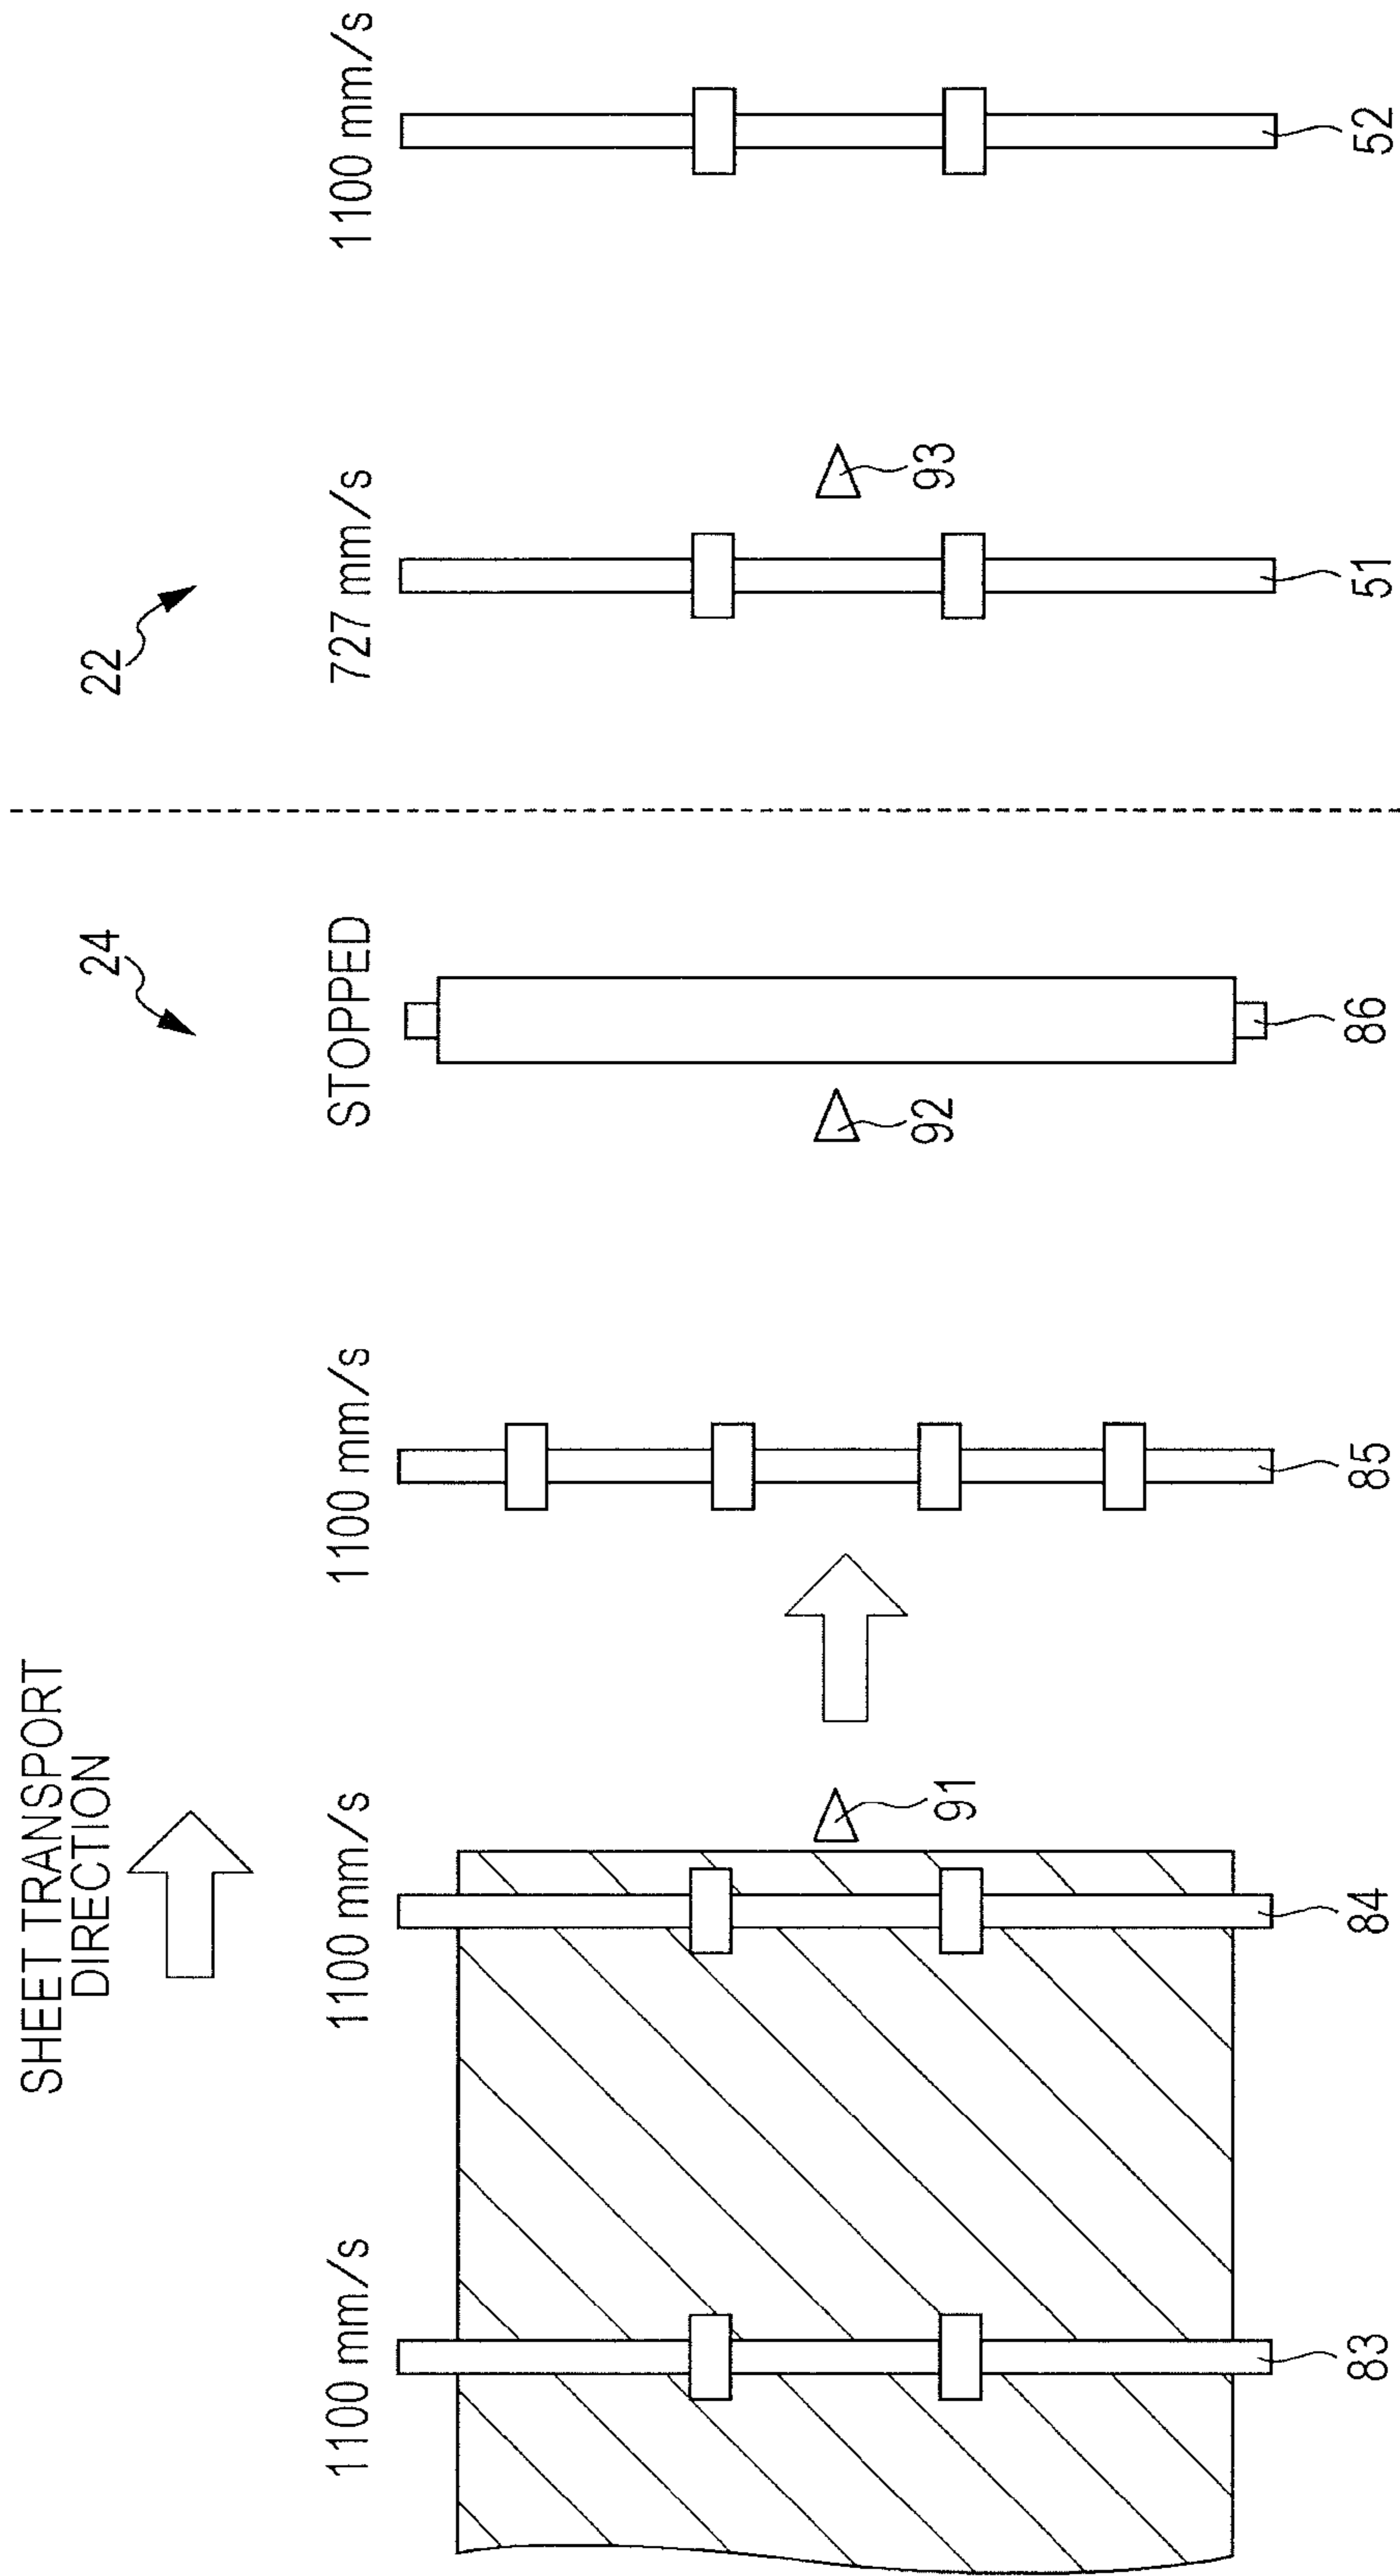 SHEET TRANSPORT
DIRECTION
24
22
1100 mm/s
1100 mm/s
1100 mm/s
STOPPED
727 mm/s
1100 mm/s
91
92
93
83
84
85
86
51
52